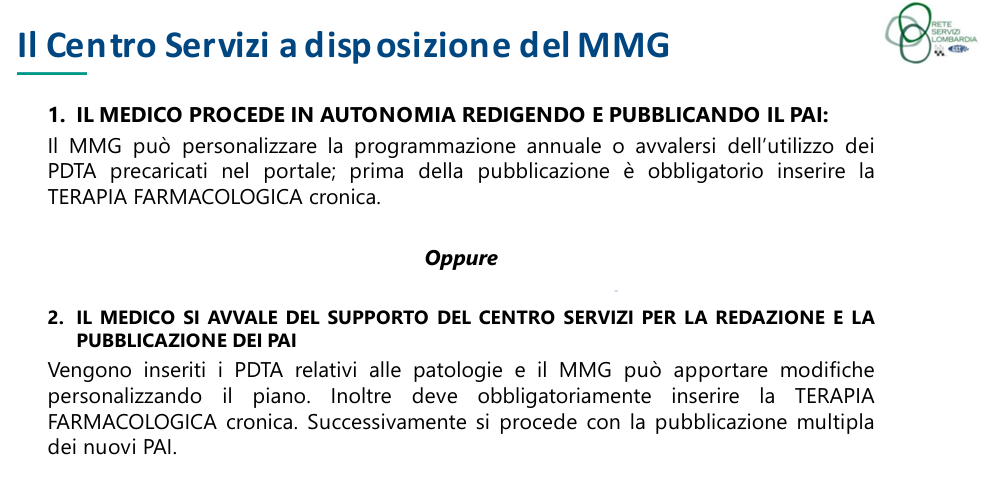 Il Centro Servizi a disposizione del MMG
RETE
SERVIZI
LOMBARDIA
1. IL MEDICO PROCEDE IN AUTONOMIA REDIGENDO E PUBBLICANDO IL PAI:
Il MMG può personalizzare la programmazione annuale o avvalersi dell’utilizzo dei
PDTA precaricati nel portale; prima della pubblicazione è obbligatorio inserire la
TERAPIA FARMACOLOGICA cronica.
Oppure
2. IL MEDICO SI AVVALE DEL SUPPORTO DEL CENTRO SERVIZI PER LA REDAZIONE E LA
PUBBLICAZIONE DEI PAI
Vengono inseriti i PDTA relativi alle patologie e il MMG può apportare modifiche
personalizzando il piano. Inoltre deve obbligatoriamente inserire la TERAPIA
FARMACOLOGICA cronica. Successivamente si procede con la pubblicazione multipla
dei nuovi PAI.